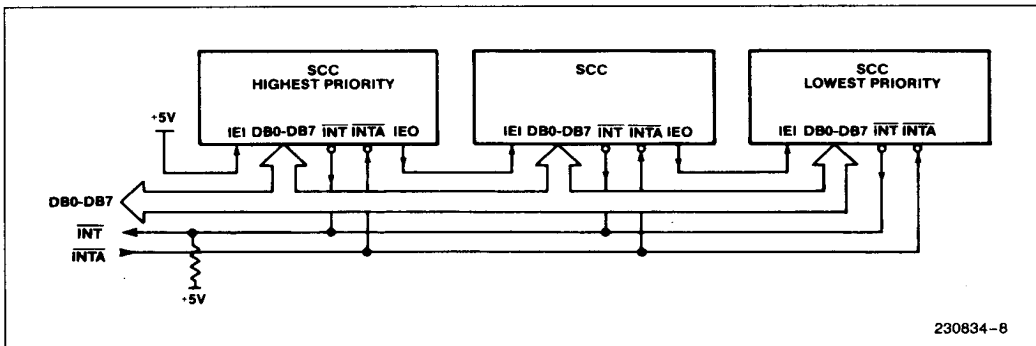 SCC
HIGHEST PRIORITY
SCC
SCC
LOWEST PRIORITY
+5V
IEI DB0-DB7 INT INTA IEO
IEI DB0-DB7 INT INTA IEO
IEI DB0-DB7 INT INTA
DB0-DB7
INT
INTA
+5V
230834-8